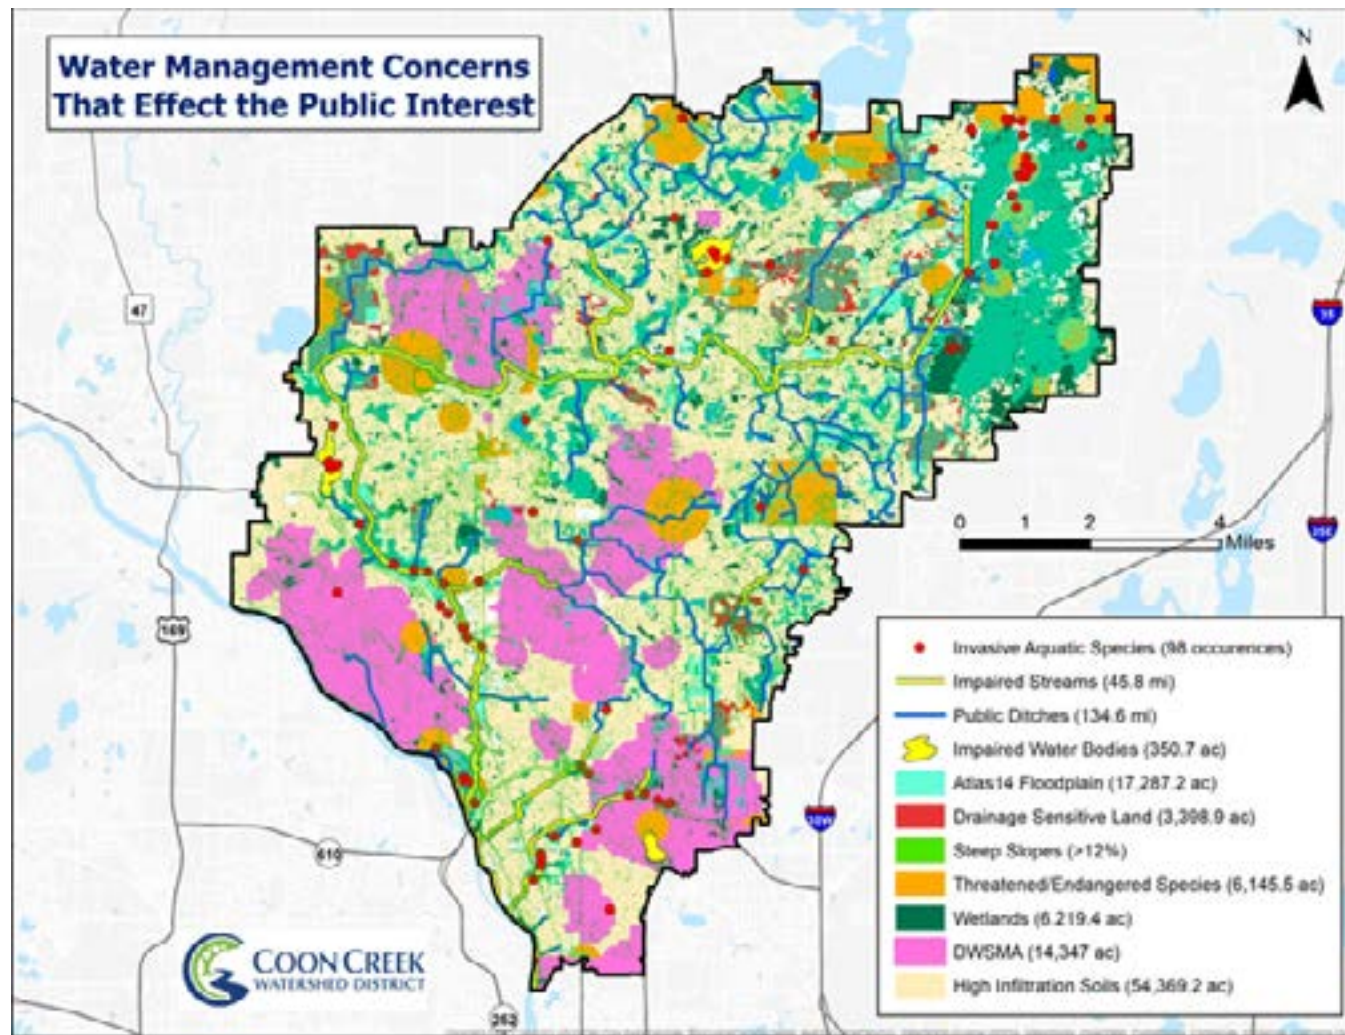 Water Management Concerns
That Effect the Public Interest
N
47
35
35E
0 1 2 4
Miles
169
Invasive Aquatic Species (98 occurences)
Impaired Streams (45.8 mi)
Public Ditches (134.6 mi)
Impaired Water Bodies (350.7 ac)
Atlas14 Floodplain (17,287.2 ac)
Drainage Sensitive Land (3,398.9 ac)
Steep Slopes (>12%)
Threatened/Endangered Species (6,145.5 ac)
Wetlands (6,219.4 ac)
DWSMA (14,347 ac)
High Infiltration Soils (54,369.2 ac)
35W
610
COON CREEK
WATERSHED DISTRICT
252